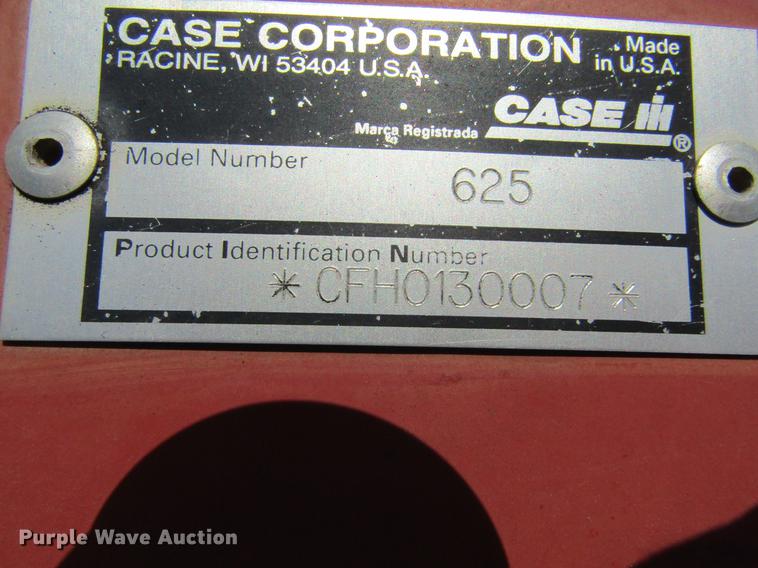 CASE CORPORATION
RACINE, WI 53404 U.S.A.
Made
in U.S.A.
CASE IH
Marca Registrada
®
Model Number
625
Product Identification Number
*CFH0130007*
Purple Wave Auction